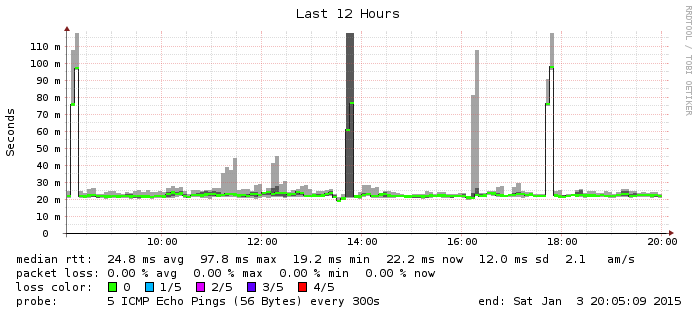 Last 12 Hours
RRDTOOL / TOBI OETIKER
Seconds
110 m
100 m
90 m
80 m
70 m
60 m
50 m
40 m
30 m
20 m
10 m
0
10:00 12:00 14:00 16:00 18:00 20:00
median rtt: 24.8 ms avg 97.8 ms max 19.2 ms min 22.2 ms now 12.0 ms sd 2.1 am/s
packet loss: 0.00 % avg 0.00 % max 0.00 % min 0.00 % now
loss color: 0 1/5 2/5 3/5 4/5
probe: 5 ICMP Echo Pings (56 Bytes) every 300s end: Sat Jan 3 20:05:09 2015